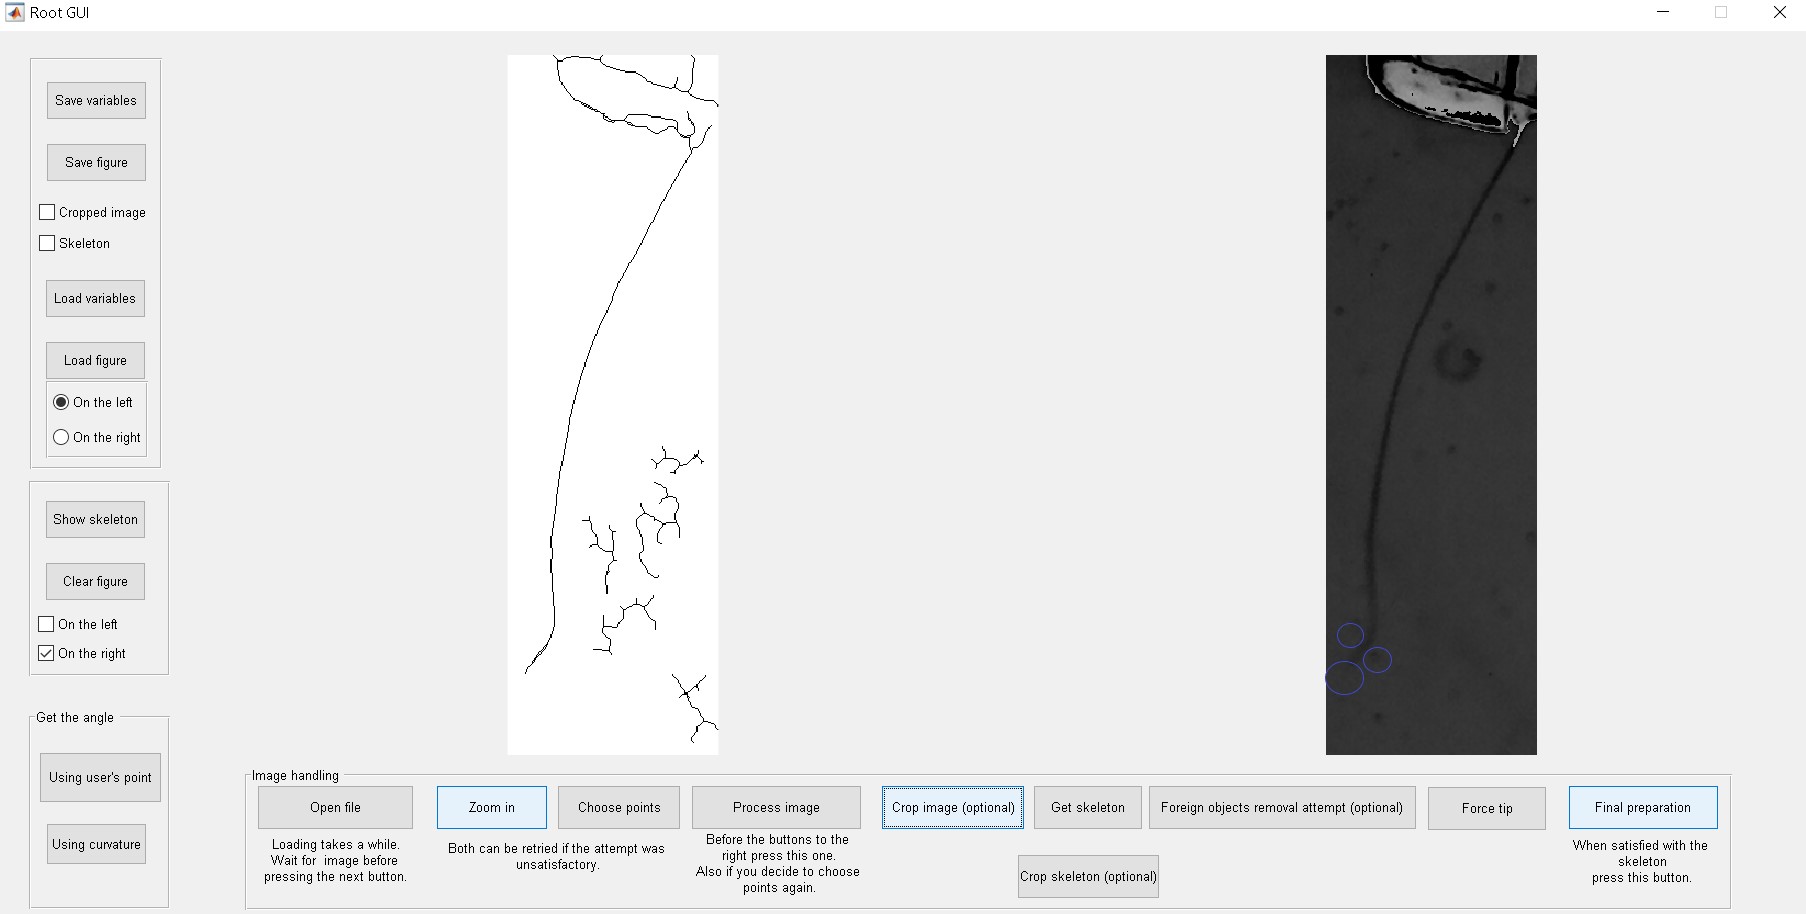 Root GUI
Save variables
Save figure
Cropped image
Skeleton
Load variables
Load figure
On the left
On the right
Show skeleton
Clear figure
On the left
On the right
Get the angle
Using user's point
Using curvature
Image handling
Open file
Loading takes a while.
Wait for image before
pressing the next button.
Zoom in
Choose points
Both can be retried if the attempt was
unsatisfactory.
Process image
Before the buttons to the
right press this one.
Also if you decide to choose
points again.
Crop image (optional)
Get skeleton
Foreign objects removal attempt (optional)
Force tip
Crop skeleton (optional)
Final preparation
When satisfied with the
skeleton
press this button.